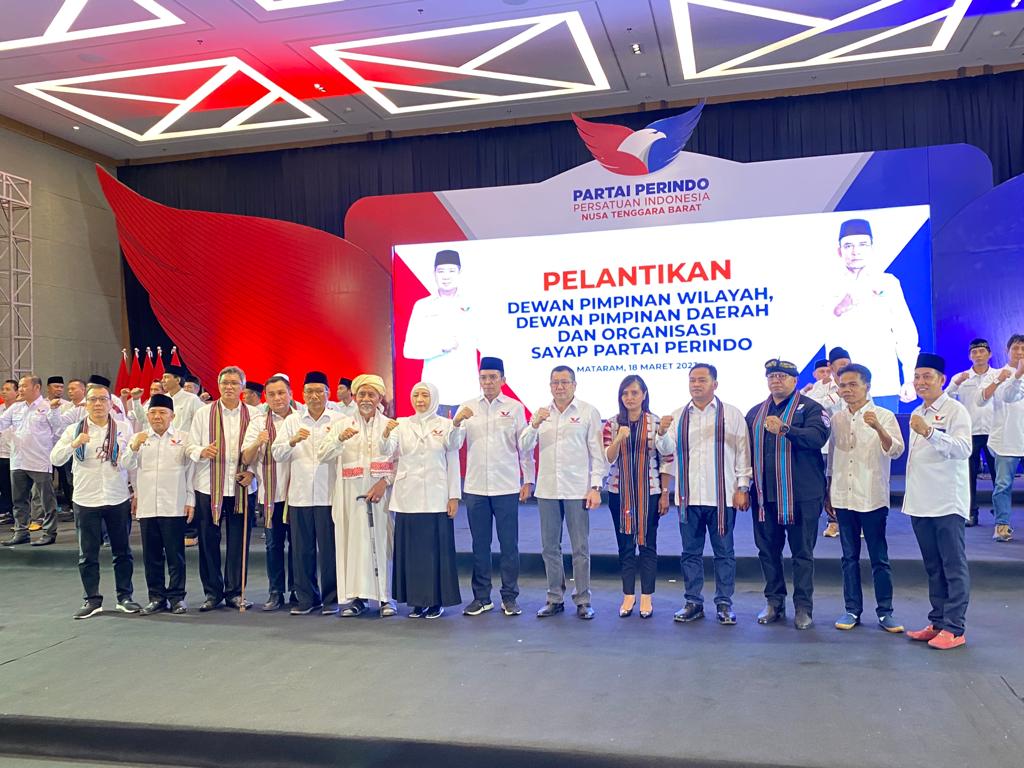 PARTAI PERINDO
PERSATUAN INDONESIA
NUSA TENGGARA BARAT
PELANTIKAN
DEWAN PIMPINAN WILAYAH,
DEWAN PIMPINAN DAERAH
DAN ORGANISASI
SAYAP PARTAI PERINDO
MATARAM, 18 MARET 2023